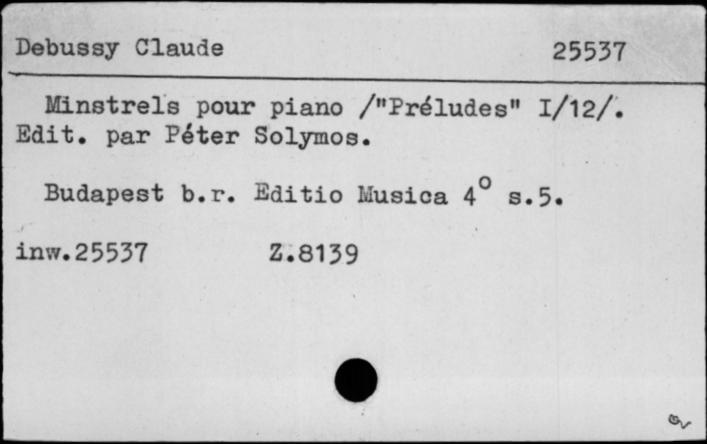 Debussy Claude 25537
Minstrels pour piano /"Préludes" I/12/.
Edit. par Péter Solymos.
Budapest b.r. Editio Musica 4° s.5.
inw.25537 Z.8139